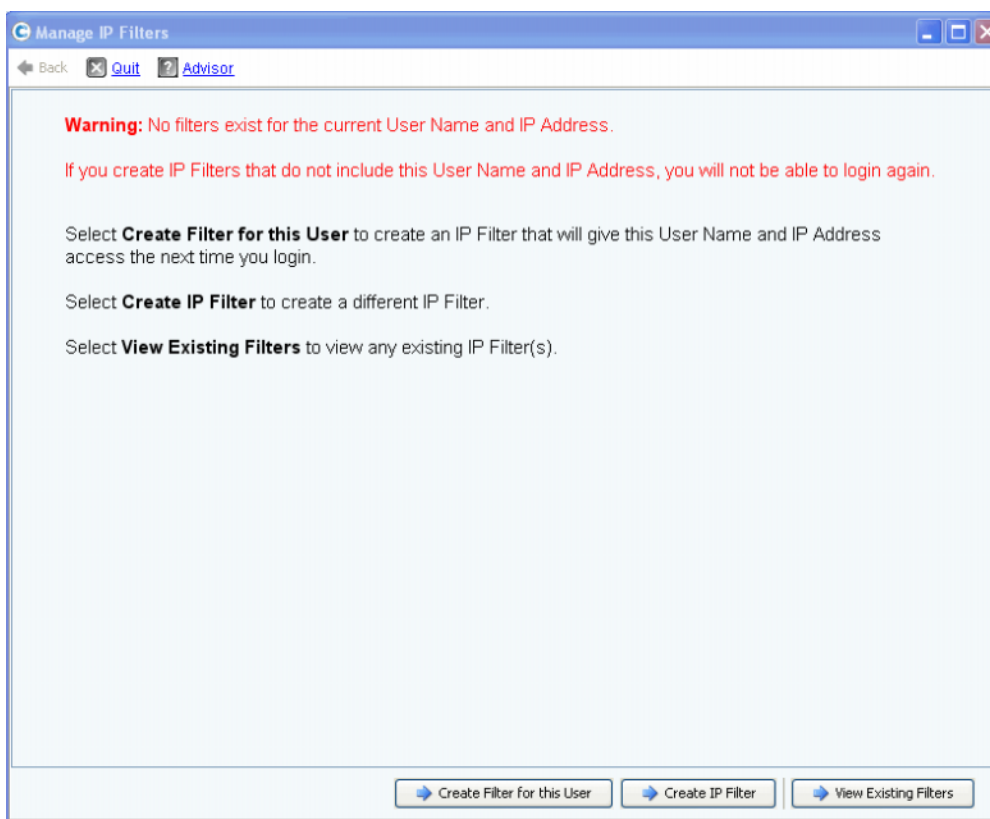 Manage IP Filters
Back Quit Advisor
Warning: No filters exist for the current User Name and IP Address.
If you create IP Filters that do not include this User Name and IP Address, you will not be able to login again.
Select Create Filter for this User to create an IP Filter that will give this User Name and IP Address
access the next time you login.
Select Create IP Filter to create a different IP Filter.
Select View Existing Filters to view any existing IP Filter(s).
Create Filter for this User Create IP Filter View Existing Filters